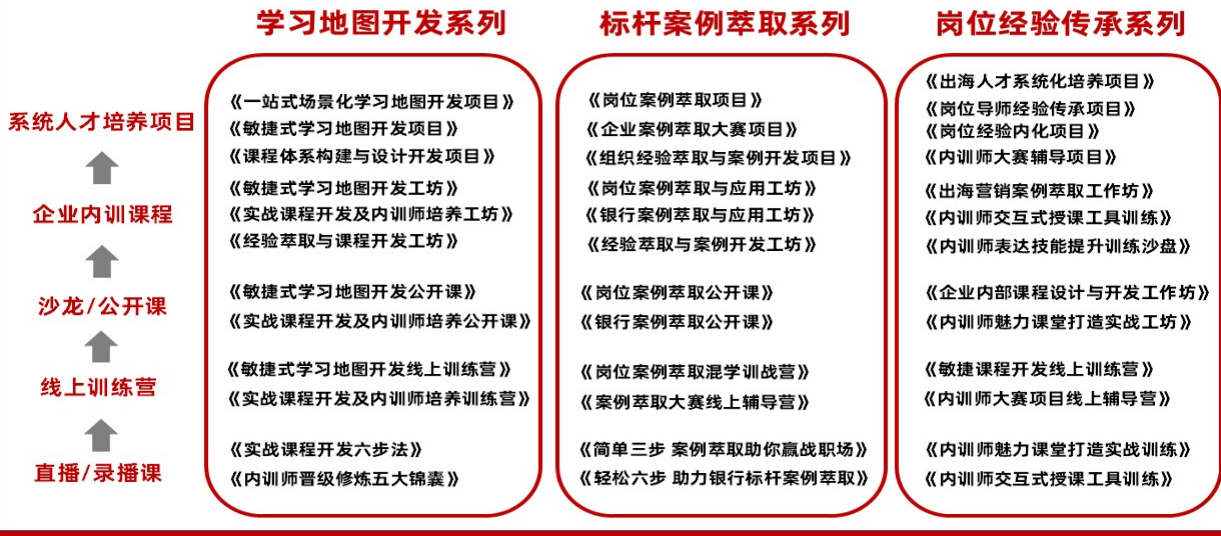 学习地图开发系列
标杆案例萃取系列
岗位经验传承系列
系统人才培养项目
《一站式场景化学习地图开发项目》
《敏捷式学习地图开发项目》
《课程体系构建与设计开发项目》
《岗位案例萃取项目》
《企业案例萃取大赛项目》
《组织经验萃取与案例开发项目》
《出海人才系统化培养项目》
《岗位导师经验传承项目》
《岗位经验内化项目》
《内训师大赛辅导项目》
企业内训课程
《敏捷式学习地图开发工坊》
《实战课程开发及内训师培养工坊》
《经验萃取与课程开发工坊》
《岗位案例萃取与应用工坊》
《银行案例萃取与应用工坊》
《经验萃取与案例开发工坊》
《出海营销案例萃取工作坊》
《内训师交互式授课工具训练》
《内训师表达技能提升训练沙盘》
沙龙/公开课
《敏捷式学习地图开发公开课》
《实战课程开发及内训师培养公开课》
《岗位案例萃取公开课》
《银行案例萃取公开课》
《企业内部课程设计与开发工作坊》
《内训师魅力课堂打造实战工坊》
线上训练营
《敏捷式学习地图开发线上训练营》
《实战课程开发及内训师培养训练营》
《岗位案例萃取混学训战营》
《案例萃取大赛线上辅导营》
《敏捷课程开发线上训练营》
《内训师大赛项目线上辅导营》
直播/录播课
《实战课程开发六步法》
《内训师晋级修炼五大锦囊》
《简单三步 案例萃取助你赢战职场》
《轻松六步 助力银行标杆案例萃取》
《内训师魅力课堂打造实战训练》
《内训师交互式授课工具训练》